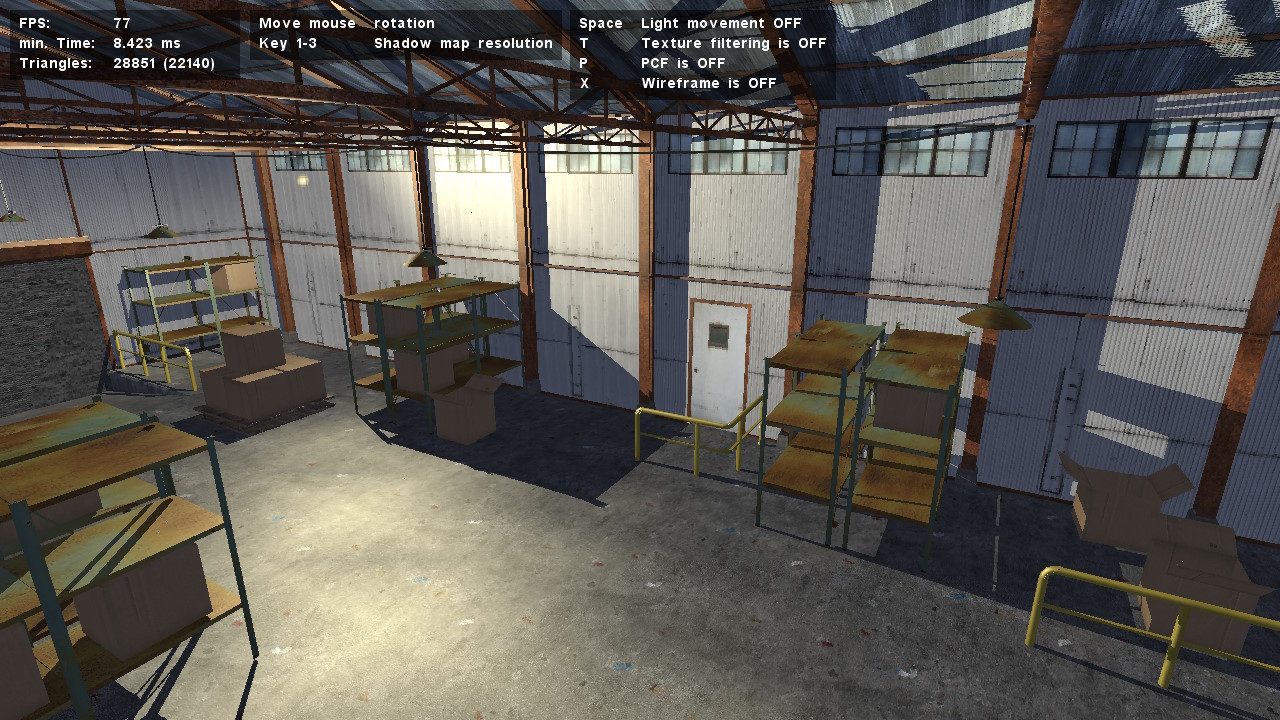 FPS: 77
min. Time: 8.423 ms
Triangles: 28851 (22140)
Move mouse rotation
Key 1-3 Shadow map resolution
Space Light movement OFF
T Texture filtering is OFF
P PCF is OFF
X Wireframe is OFF